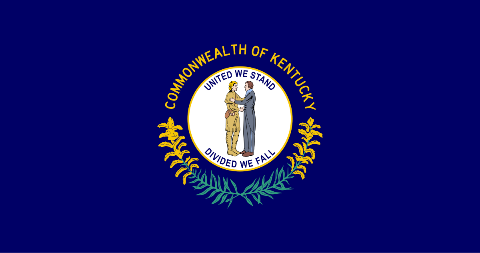 COMMONWEALTH OF KENTUCKY
UNITED WE STAND
DIVIDED WE FALL